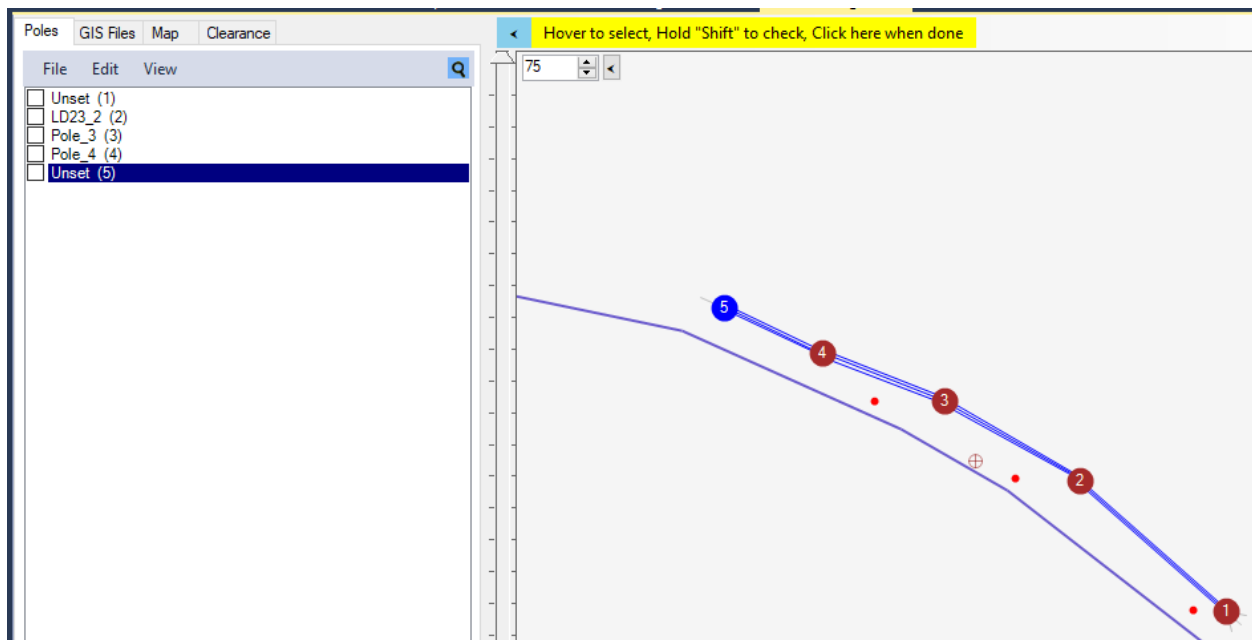 Poles GIS Files Map Clearance
Hover to select, Hold "Shift" to check, Click here when done
File Edit View
75
Unset (1)
LD23_2 (2)
Pole_3 (3)
Pole_4 (4)
Unset (5)
5
4
3
2
1